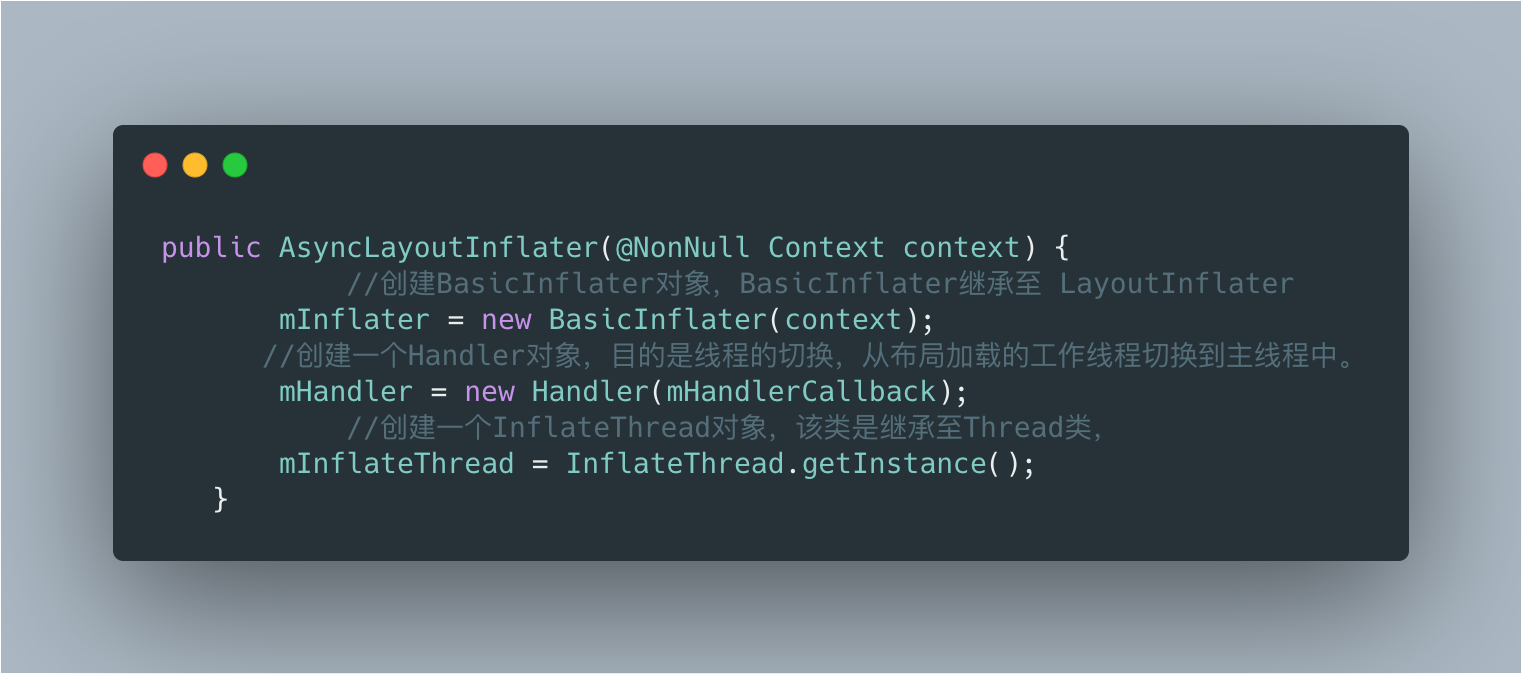 public AsyncLayoutInflater(@NonNull Context context) {
//创建BasicInflater对象，BasicInflater继承至 LayoutInflater
mInflater = new BasicInflater(context);
//创建一个Handler对象，目的是线程的切换，从布局加载的工作线程切换到主线程中。
mHandler = new Handler(mHandlerCallback);
//创建一个InflateThread对象，该类是继承至Thread类，
mInflateThread = InflateThread.getInstance();
}